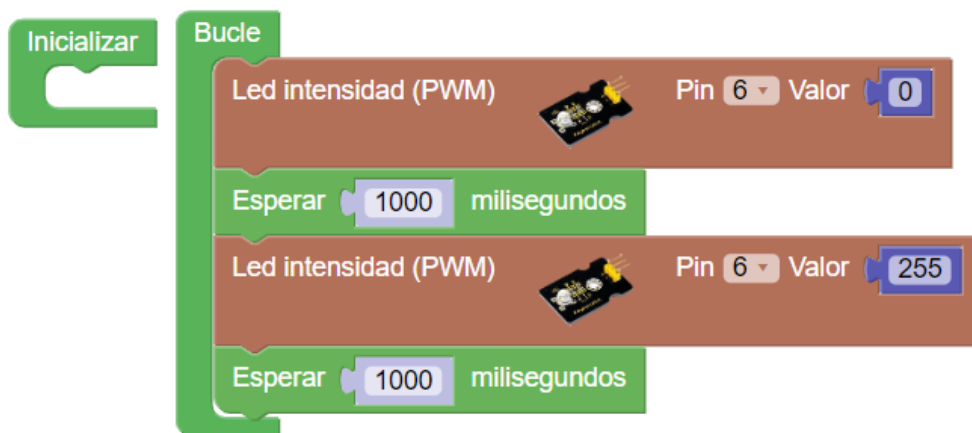 Inicializar
Bucle
Led intensidad (PWM) Pin 6 Valor 0
Esperar 1000 milisegundos
Led intensidad (PWM) Pin 6 Valor 255
Esperar 1000 milisegundos